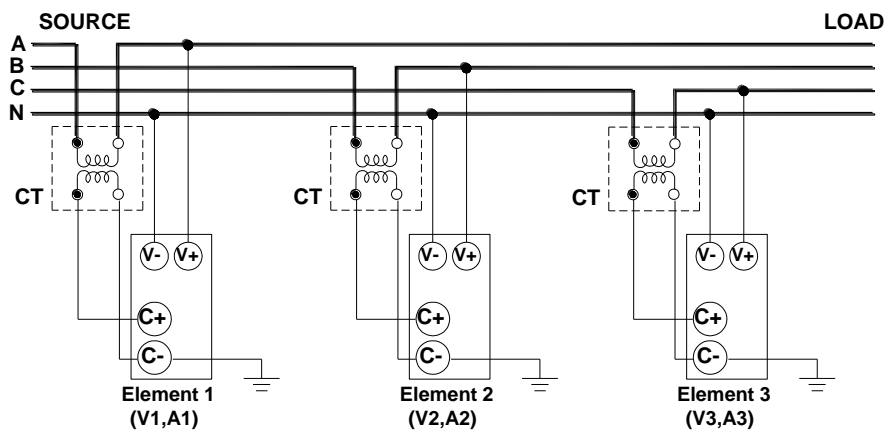 SOURCE LOAD
A
B
C
N
CT CT CT
V- V+ V- V+ V- V+
C+ C+ C+
C- C- C-
Element 1 Element 2 Element 3
(V1,A1) (V2,A2) (V3,A3)